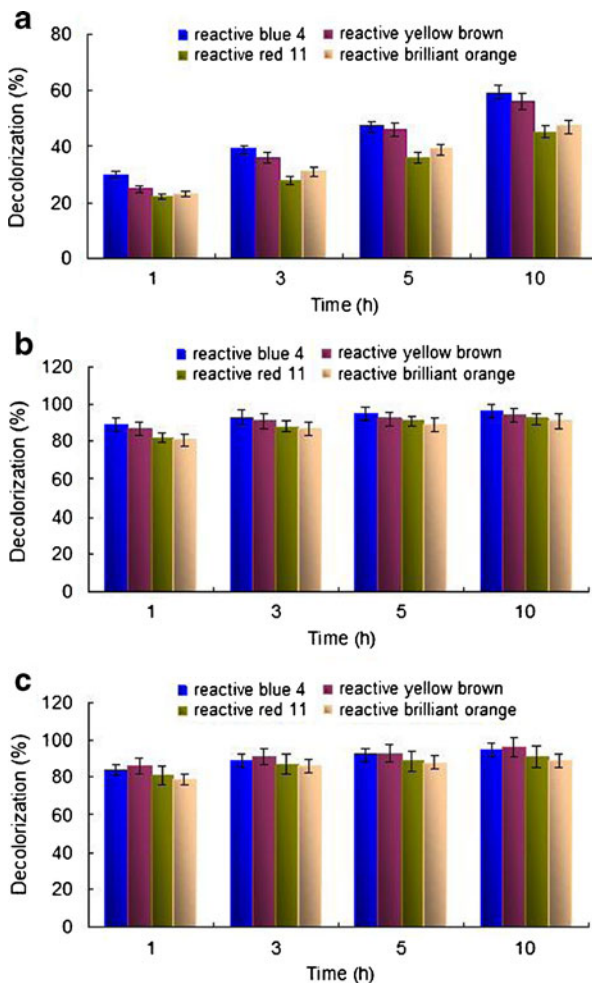 a
reactive blue 4 reactive yellow brown
reactive red 11 reactive brilliant orange
80
60
40
20
0
Decolorization (%)
1 3 5 10
Time (h)
b
reactive blue 4 reactive yellow brown
reactive red 11 reactive brilliant orange
120
100
80
60
40
20
0
Decolorization (%)
1 3 5 10
Time (h)
c
reactive blue 4 reactive yellow brown
reactive red 11 reactive brilliant orange
120
100
80
60
40
20
0
Decolorization (%)
1 3 5 10
Time (h)